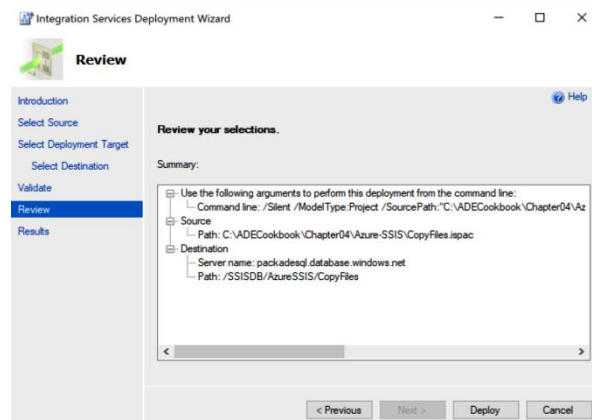 Integration Services Deployment Wizard
Review
Help
Introduction
Select Source
Select Deployment Target
Select Destination
Validate
Review
Results
Review your selections.
Summary:
Use the following arguments to perfom this deployment from the command line:
Command line: /Silent /ModelType:Project /SourcePath:"C:\ADECookbook\Chapter04\Az
Source
Path: C:\ADECookbook\Chapter04\Azure-SSIS\CopyFiles.ispac
Destination
Server name: packadesql.database.windows.net
Path: /SSISDB/AzureSSIS/CopyFiles
< Previous
Next >
Deploy
Cancel